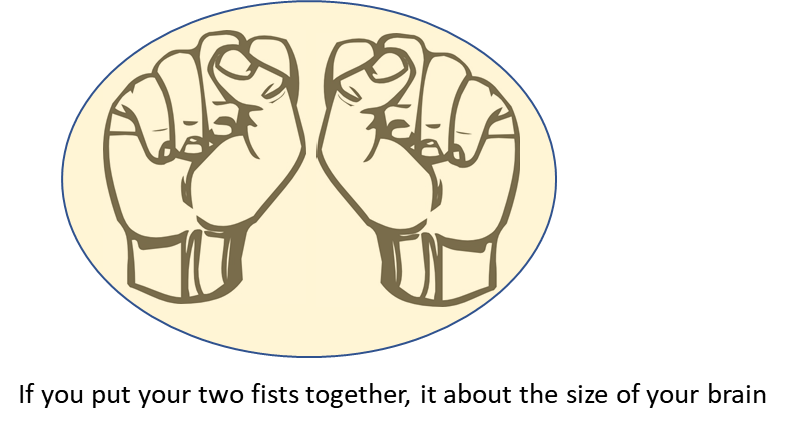 If you put your two fists together, it about the size of your brain